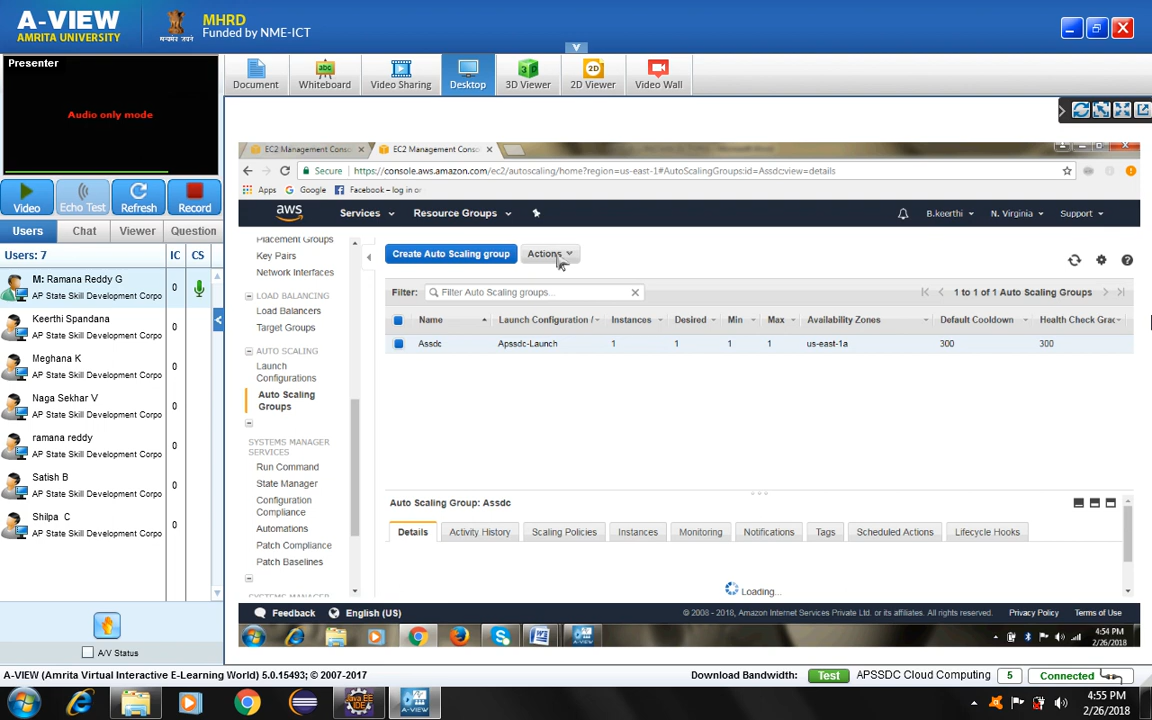 A-VIEW
AMRITA UNIVERSITY
MHRD
Funded by NME-ICT
Presenter
Audio only mode
Video
Echo Test
Refresh
Record
Users
Chat
Viewer
Question
Users: 7
IC
CS
M: Ramana Reddy G
AP State Skill Development Corpo
0
Keerthi Spandana
AP State Skill Development Corpo
0
Meghana K
AP State Skill Development Corpo
0
Naga Sekhar V
AP State Skill Development Corpo
0
ramana reddy
AP State Skill Development Corpo
0
Satish B
AP State Skill Development Corpo
0
Shilpa C
AP State Skill Development Corpo
0
A/V Status
Document
Whiteboard
Video Sharing
Desktop
3D Viewer
2D Viewer
Video Wall
EC2 Management Conso
EC2 Management Conso
Secure
https://console.aws.amazon.com/ec2/autoscaling/home?region=us-east-1#AutoScalingGroups:id=Assdc;view=details
Apps
Google
Facebook – log in or
aws
Services
Resource Groups
B.keerthi
N. Virginia
Support
Placement Groups
Key Pairs
Network Interfaces
LOAD BALANCING
Load Balancers
Target Groups
AUTO SCALING
Launch
Configurations
Auto Scaling
Groups
SYSTEMS MANAGER
SERVICES
Run Command
State Manager
Configuration
Compliance
Automations
Patch Compliance
Patch Baselines
Create Auto Scaling group
Actions
Filter:
Filter Auto Scaling groups...
1 to 1 of 1 Auto Scaling Groups
Name
Launch Configuration /
Instances
Desired
Min
Max
Availability Zones
Default Cooldown
Health Check Grac
Assdc
Apssdc-Launch
1
1
1
1
us-east-1a
300
300
Auto Scaling Group: Assdc
Details
Activity History
Scaling Policies
Instances
Monitoring
Notifications
Tags
Scheduled Actions
Lifecycle Hooks
Loading...
Feedback
English (US)
© 2008 - 2018, Amazon Internet Services Private Ltd. or its affiliates. All rights reserved.
Privacy Policy
Terms of Use
4:54 PM
2/26/2018
A-VIEW (Amrita Virtual Interactive E-Learning World) 5.0.15493; © 2007-2017
Download Bandwidth:
Test
APSSDC Cloud Computing
5
Connected
4:55 PM
2/26/2018